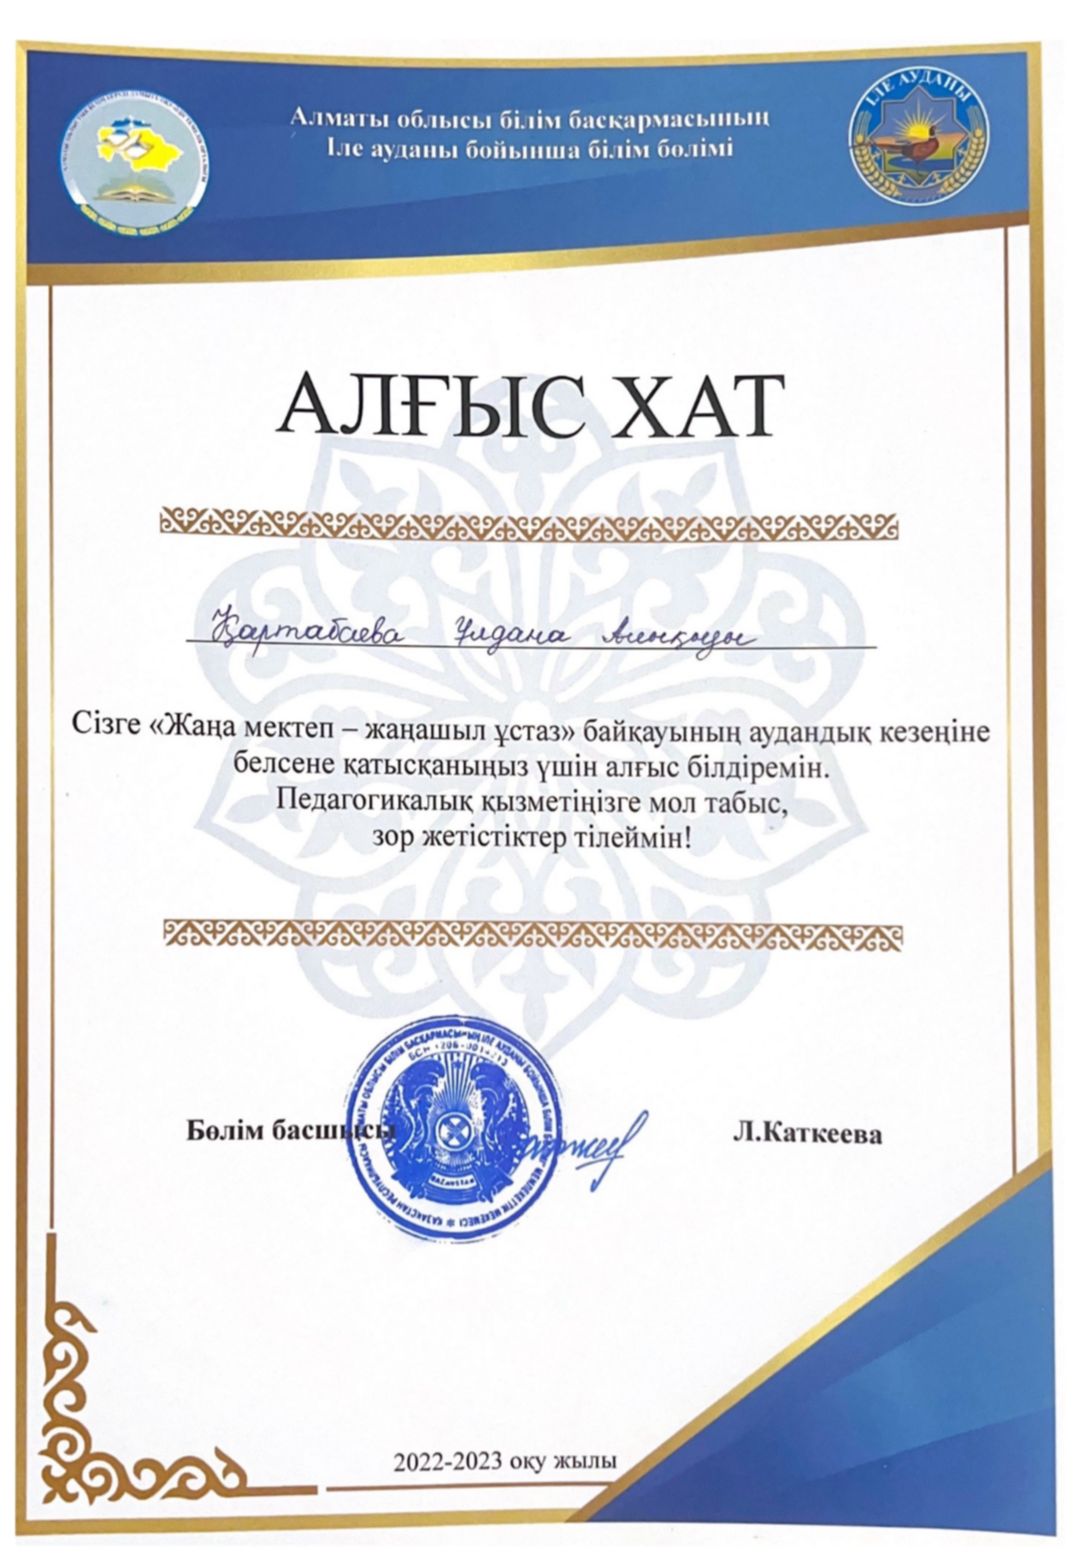 Алматы облысы білім басқармасының
Іле ауданы бойынша білім бөлімі
ІЛЕ АУДАНЫ
АЛҒЫС ХАТ
Қартабаева Ұлдана
Сізге «Жаңа мектеп – жаңашыл ұстаз» байқауының аудандық кезеңіне
белсене қатысқаныңыз үшін алғыс білдіремін.
Педагогикалық қызметіңізге мол табыс,
зор жетістіктер тілеймін!
Бөлім басшысы
Л.Каткеева
2022-2023 оқу жылы